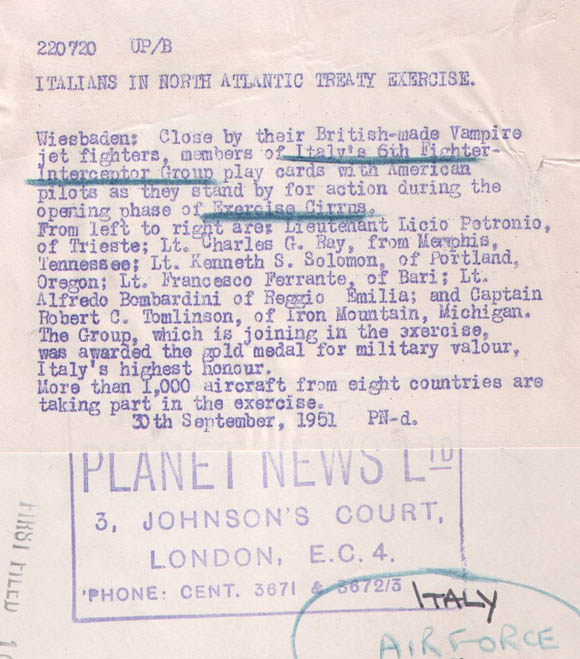 220720 UP/B
ITALIANS IN NORTH ATLANTIC TREATY EXERCISE.
Wiesbaden: Close by their British-made Vampire
jet fighters, members of Italy's 6th Fighter-
Interceptor Group play cards with American
pilots as they stand by for action during the
opening phase of Exercise Cirrus.
From left to right are: Lieutenant Licio Petronio,
of Trieste; Lt. Charles G. Ray, from Memphis,
Tennessee; Lt. Kenneth S. Solomon, of Portland,
Oregon; Lt. Francesco Ferrante, of Bari; Lt.
Alfredo Bombardini of Reggio Emilia; and Captain
Robert C. Tomlinson, of Iron Mountain, Michigan.
The Group, which is joining in the exercise,
was awarded the gold medal for military valour,
Italy's highest honour.
More than 1,000 aircraft from eight countries are
taking part in the exercise.
30th September, 1951 PN-d.
PLANET NEWS LTD
3, JOHNSON'S COURT,
LONDON, E.C.4.
'PHONE: CENT. 3671 & 3672/3
ITALY
AIRFORCE
FIRST FILED